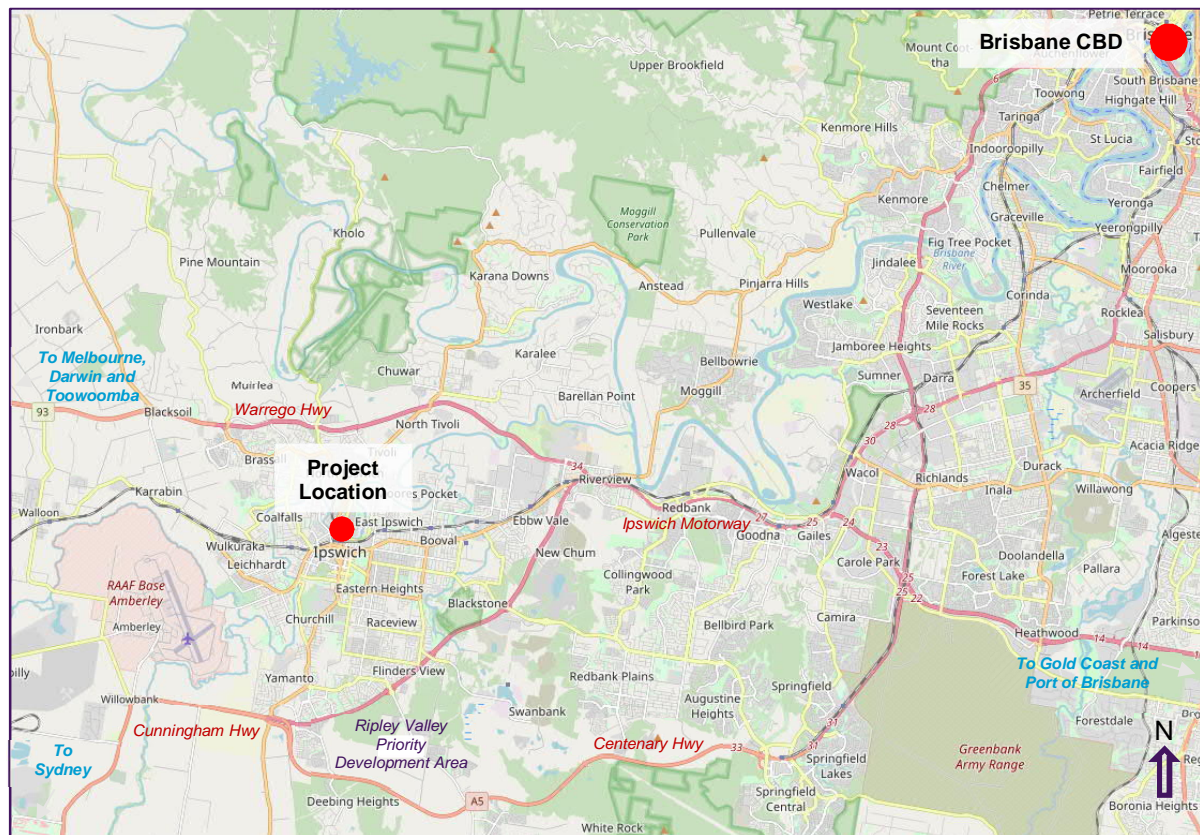 Petrie Terrace
Brisbane CBD
Mount Coot-
tha
Auchenflower
Upper Brookfield
South Brisbane
Toowong
Highgate Hill
Taringa
Kenmore Hills
St Lucia
Indooroopilly
Fairfield
Chelmer
Kenmore
Yeronga
Graceville
Moggill
Conservation
Park
Pullenvale
Yeerongpilly
Kholo
Fig Tree Pocket
Brisbane
River
Pine Mountain
Jindalee
Moorooka
Karana Downs
Anstead
Pinjarra Hills
Corinda
Westlake
Seventeen
Mile Rocks
Rocklea
Ironbark
Salisbury
To Melbourne,
Darwin and
Toowoomba
Karalee
Jamboree Heights
Bellbowrie
Chuwar
Sumner
Darra
Muirlea
Moggill
35
Archerfield
Coopers
Barellan Point
93
Blacksoil
Warrego Hwy
28
North Tivoli
28
30
Acacia Ridge
Tivoli
Brassall
Project
Location
34
Riverview
Wacol
Richlands
Durack
Karrabin
ores Pocket
Inala
Willawong
Walloon
Redbank
Coalfalls
East Ipswich
Ebbw Vale
Ipswich Motorway
27
25
24
Goodna
Gailes
Booval
Wulkuraka
Ipswich
New Chum
23
Leichhardt
Carole Park
Doolandella
Pallara
RAAF Base
Amberley
Eastern Heights
Collingwood
Park
25
25
22
Forest Lake
Blackstone
Churchill
Raceview
Camira
Amberley
Bellbird Park
Heathwood
14
14
Parkinson
Flinders View
To Gold Coast and
Port of Brisbane
Yamanto
Redbank Plains
Springfield
Willowbank
Augustine
Heights
Swanbank
Ripley Valley
Priority
Development Area
31
Forestdale
Cunningham Hwy
Centenary Hwy
33
31
N
To
Sydney
Springfield
Lakes
Greenbank
Army Range
Springfield
Central
Deebing Heights
A5
Boronia Heights
White Rock